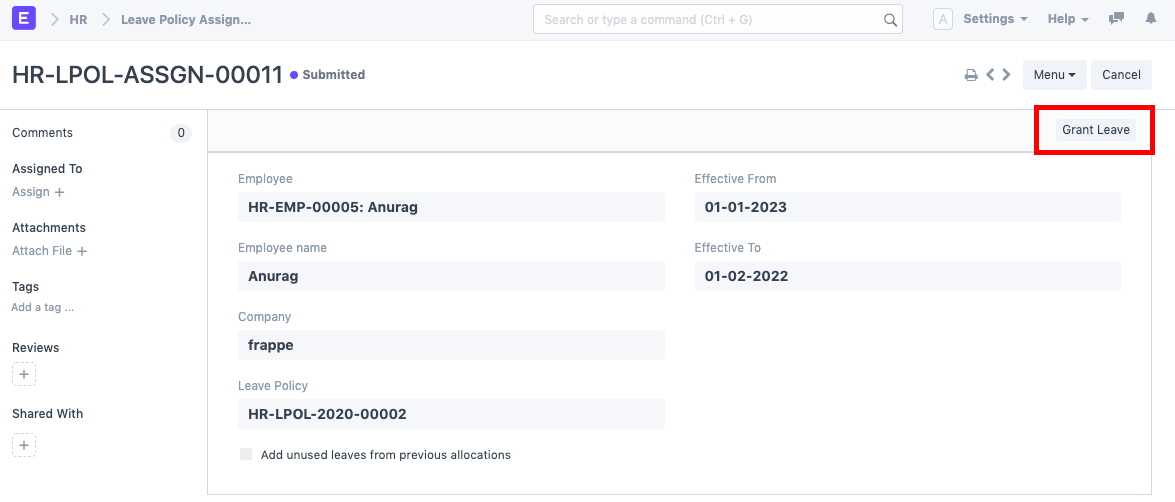 E HR Leave Policy Assign... Search or type a command (Ctrl + G) A Settings Help
HR-LPOL-ASSGN-00011 Submitted Menu Cancel
Comments 0
Grant Leave
Assigned To
Assign +
Attachments
Attach File +
Tags
Add a tag ...
Reviews
+
Shared With
+
Employee
HR-EMP-00005: Anurag
Employee name
Anurag
Company
frappe
Leave Policy
HR-LPOL-2020-00002
Add unused leaves from previous allocations
Effective From
01-01-2023
Effective To
01-02-2022